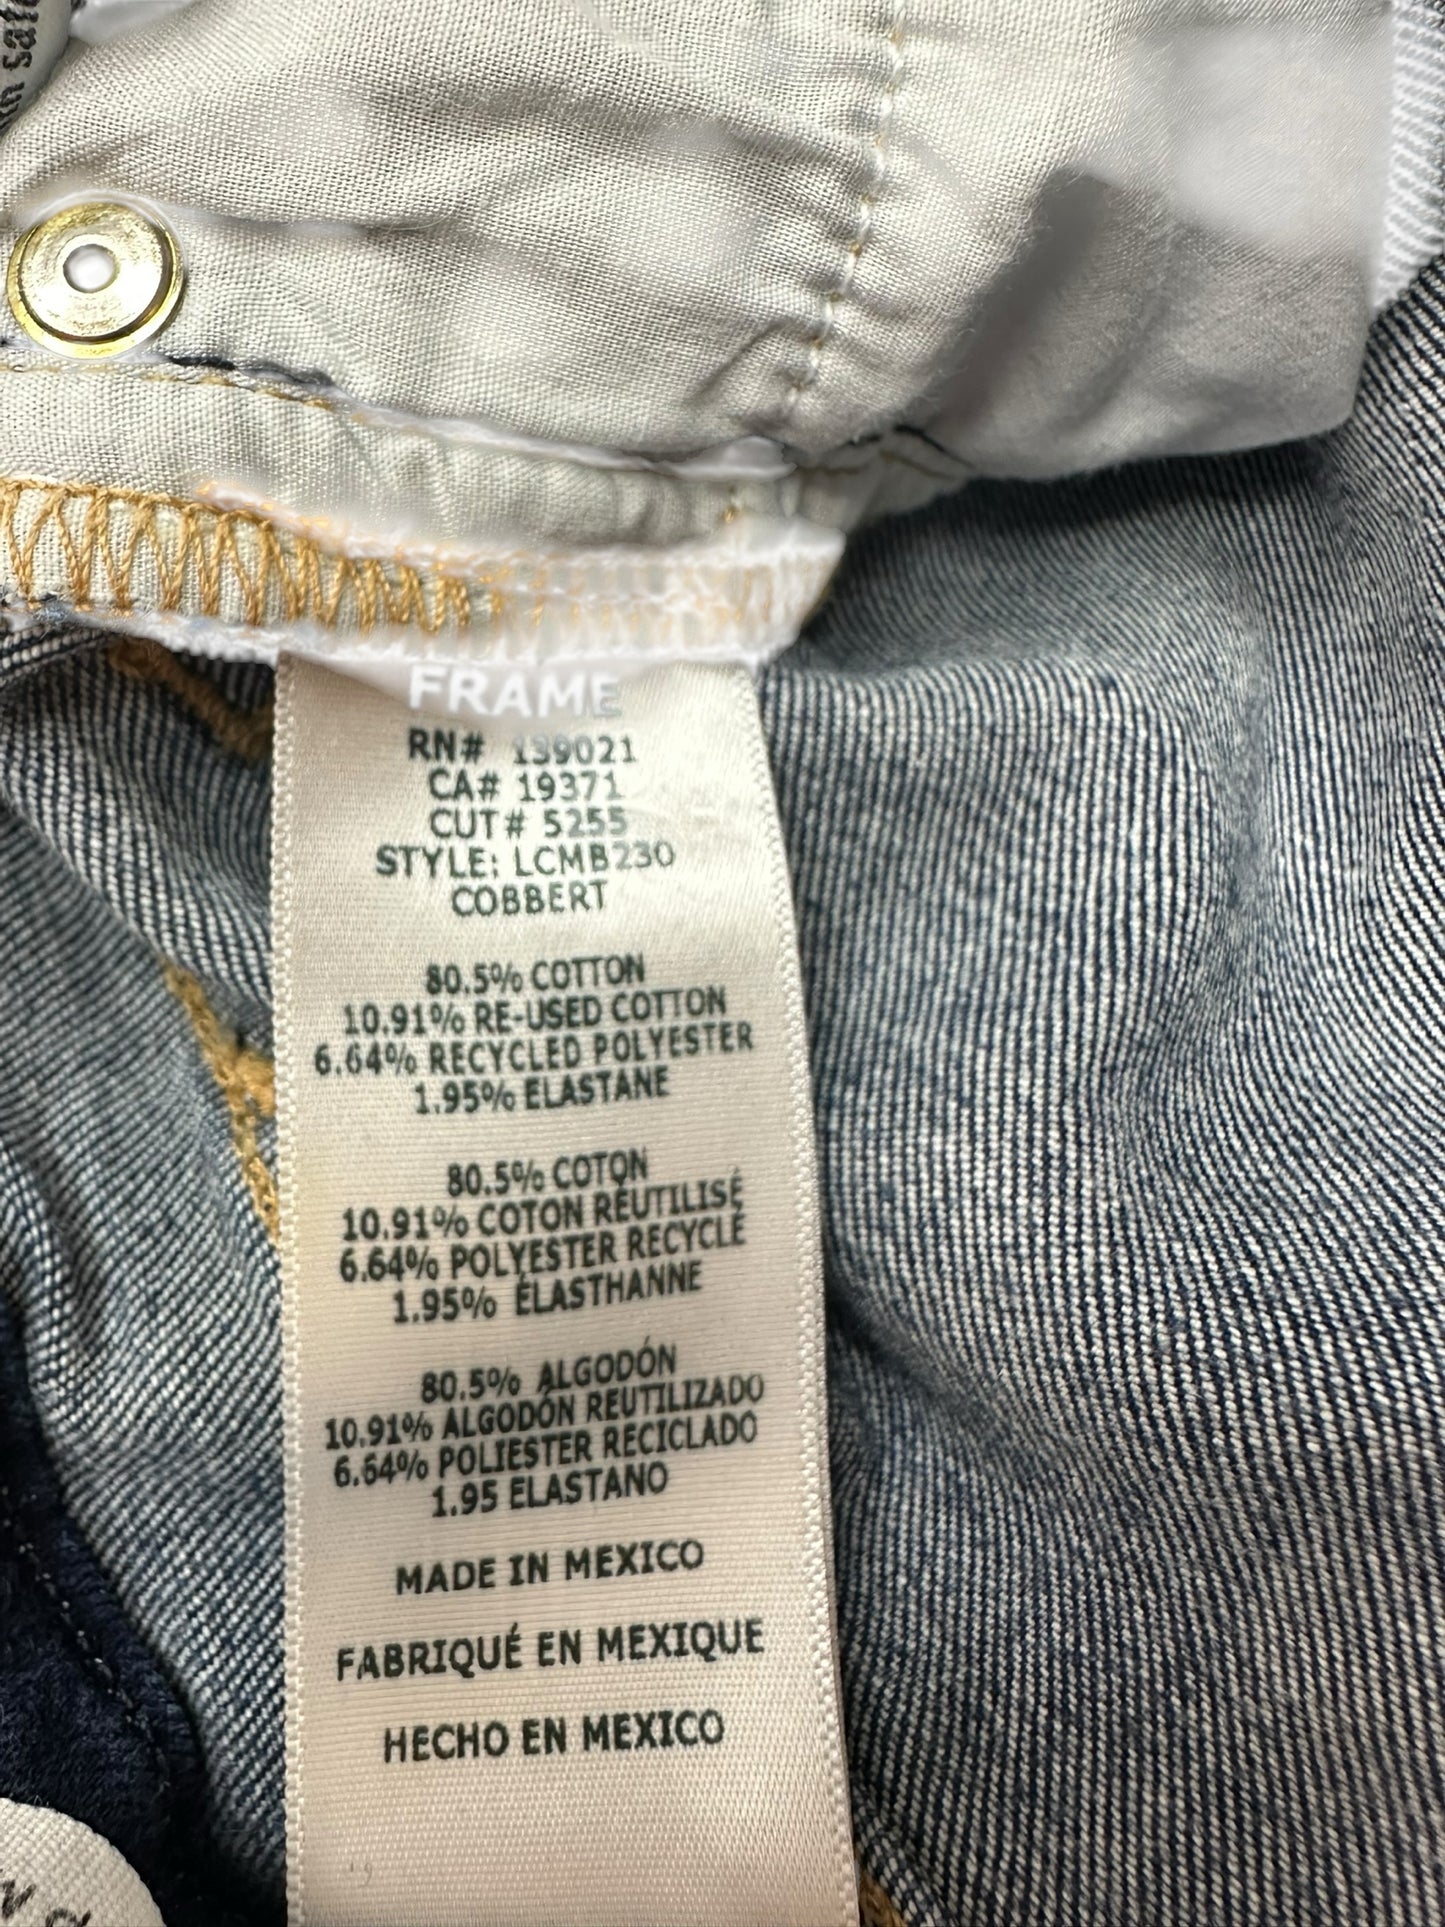 FRAME
RN# 139021
CA# 19371
CUT# 5255
STYLE: LCMB230
COBBERT
80.5% COTTON
10.91% RE-USED COTTON
6.64% RECYCLED POLYESTER
1.95% ELASTANE
80.5% COTON
10.91% COTON RÉUTILISÉ
6.64% POLYESTER RECYCLÉ
1.95% ÉLASTHANNE
80.5% ALGODÓN
10.91% ALGODÓN REUTILIZADO
6.64% POLIESTER RECICLADO
1.95 ELASTANO
MADE IN MEXICO
FABRIQUÉ EN MEXIQUE
HECHO EN MEXICO